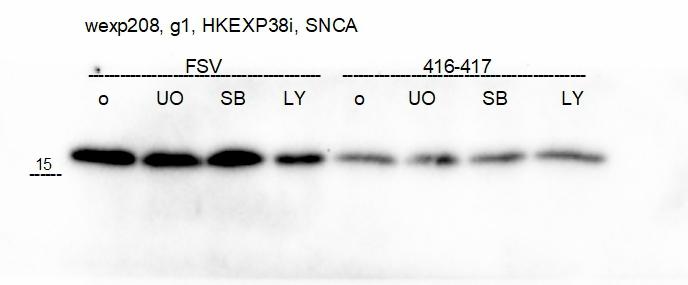 wexp208, g1, HKEXP38i, SNCA
FSV 416-417
o UO SB LY o UO SB LY
15